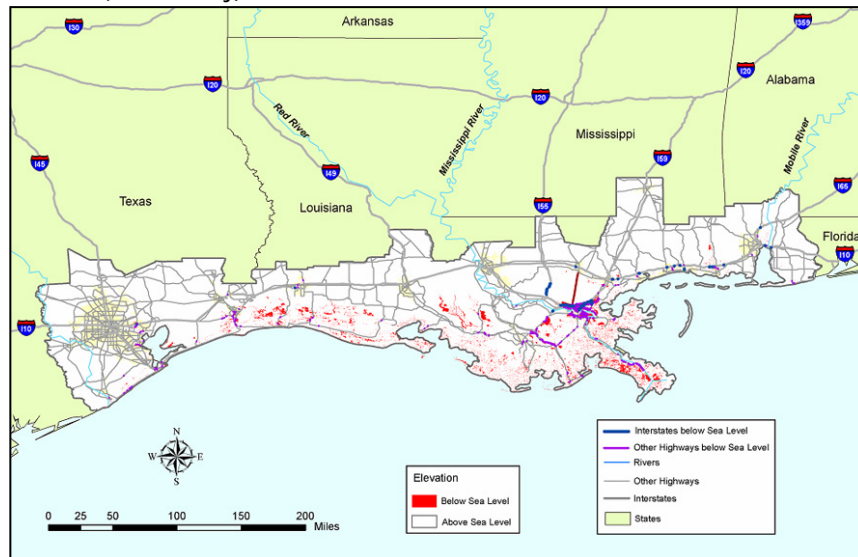 Arkansas
I30
I359
I20
I20
I20
Alabama
Red River
Mississippi River
Mississippi
Mobile River
I45
I49
I59
I55
I65
Texas
Louisiana
Florida
I10
I10
N
W E
S
0 25 50 100 150 200
Miles
Elevation
Below Sea Level
Above Sea Level
Interstates below Sea Level
Other Highways below Sea Level
Rivers
Other Highways
Interstates
States